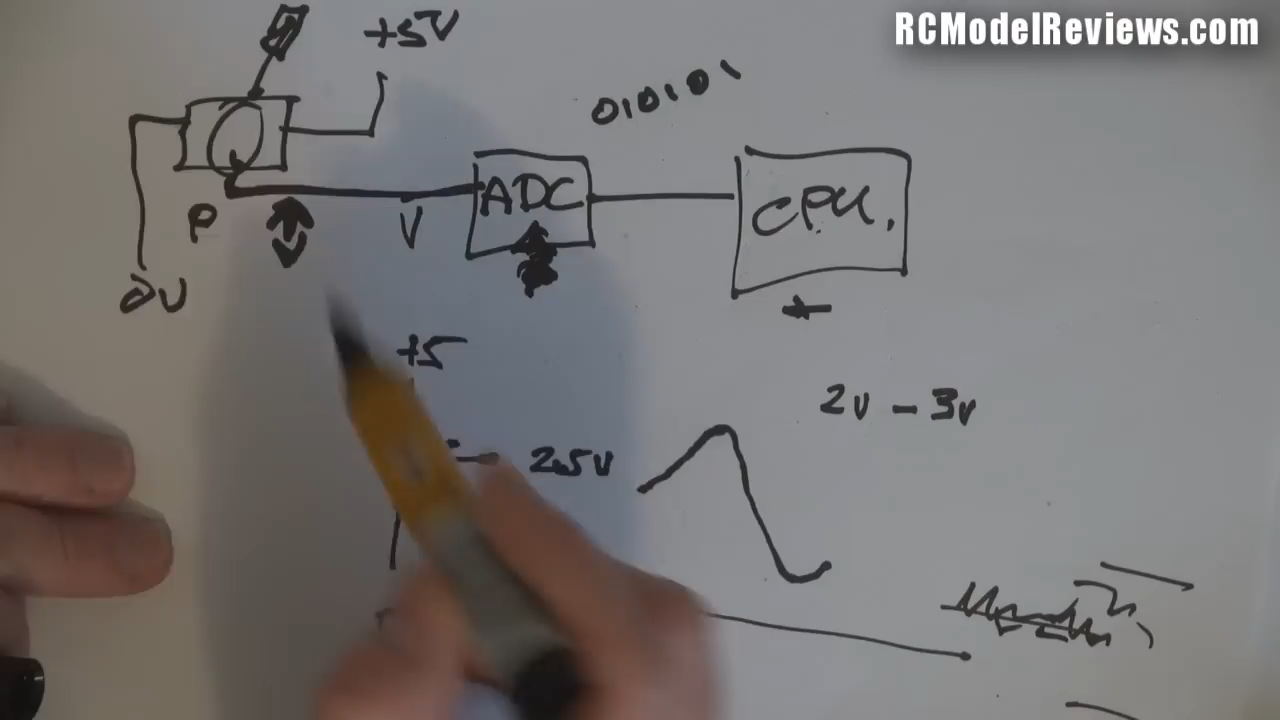 RCModelReviews.com
+5V
010101
ADC
CPU.
P
V
0V
+5
2v - 3v
2.5V